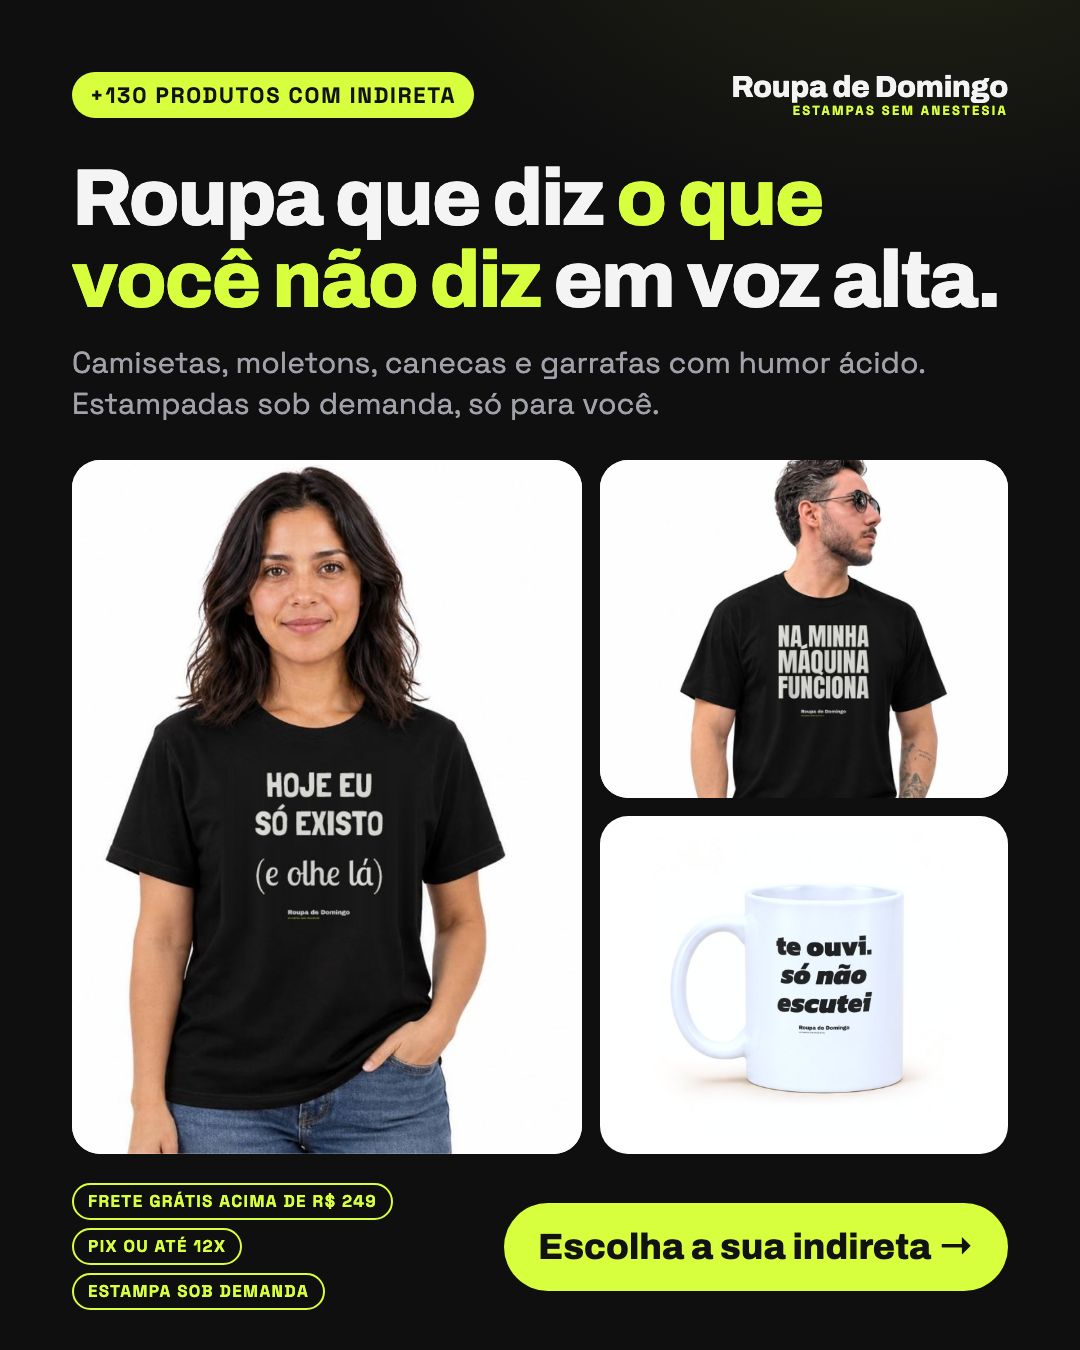 +130 PRODUTOS COM INDIRETA
Roupa de Domingo
ESTAMPAS SEM ANESTESIA
Roupa que diz o que
você não diz em voz alta.
Camisetas, moletons, canecas e garrafas com humor ácido.
Estampadas sob demanda, só para você.
HOJE EU
SÓ EXISTO
(e olhe lá)
Roupa de Domingo
NA MINHA
MÁQUINA
FUNCIONA
Roupa de Domingo
te ouvi.
só não
escutei
Roupa de Domingo
FRETE GRÁTIS ACIMA DE R$ 249
PIX OU ATÉ 12X
ESTAMPA SOB DEMANDA
Escolha a sua indireta →